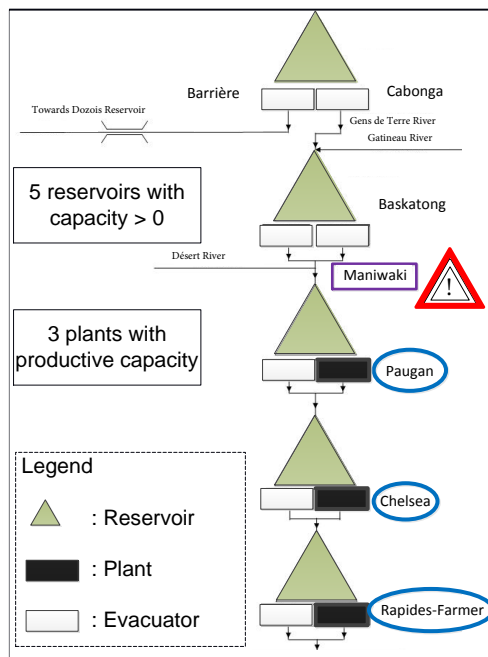 Barrière
Cabonga
Towards Dozois Reservoir
Gens de Terre River
Gatineau River
5 reservoirs with
capacity > 0
Baskatong
Désert River
Maniwaki
!
3 plants with
productive capacity
Paugan
Chelsea
Legend
: Reservoir
: Plant
: Evacuator
Rapides-Farmer